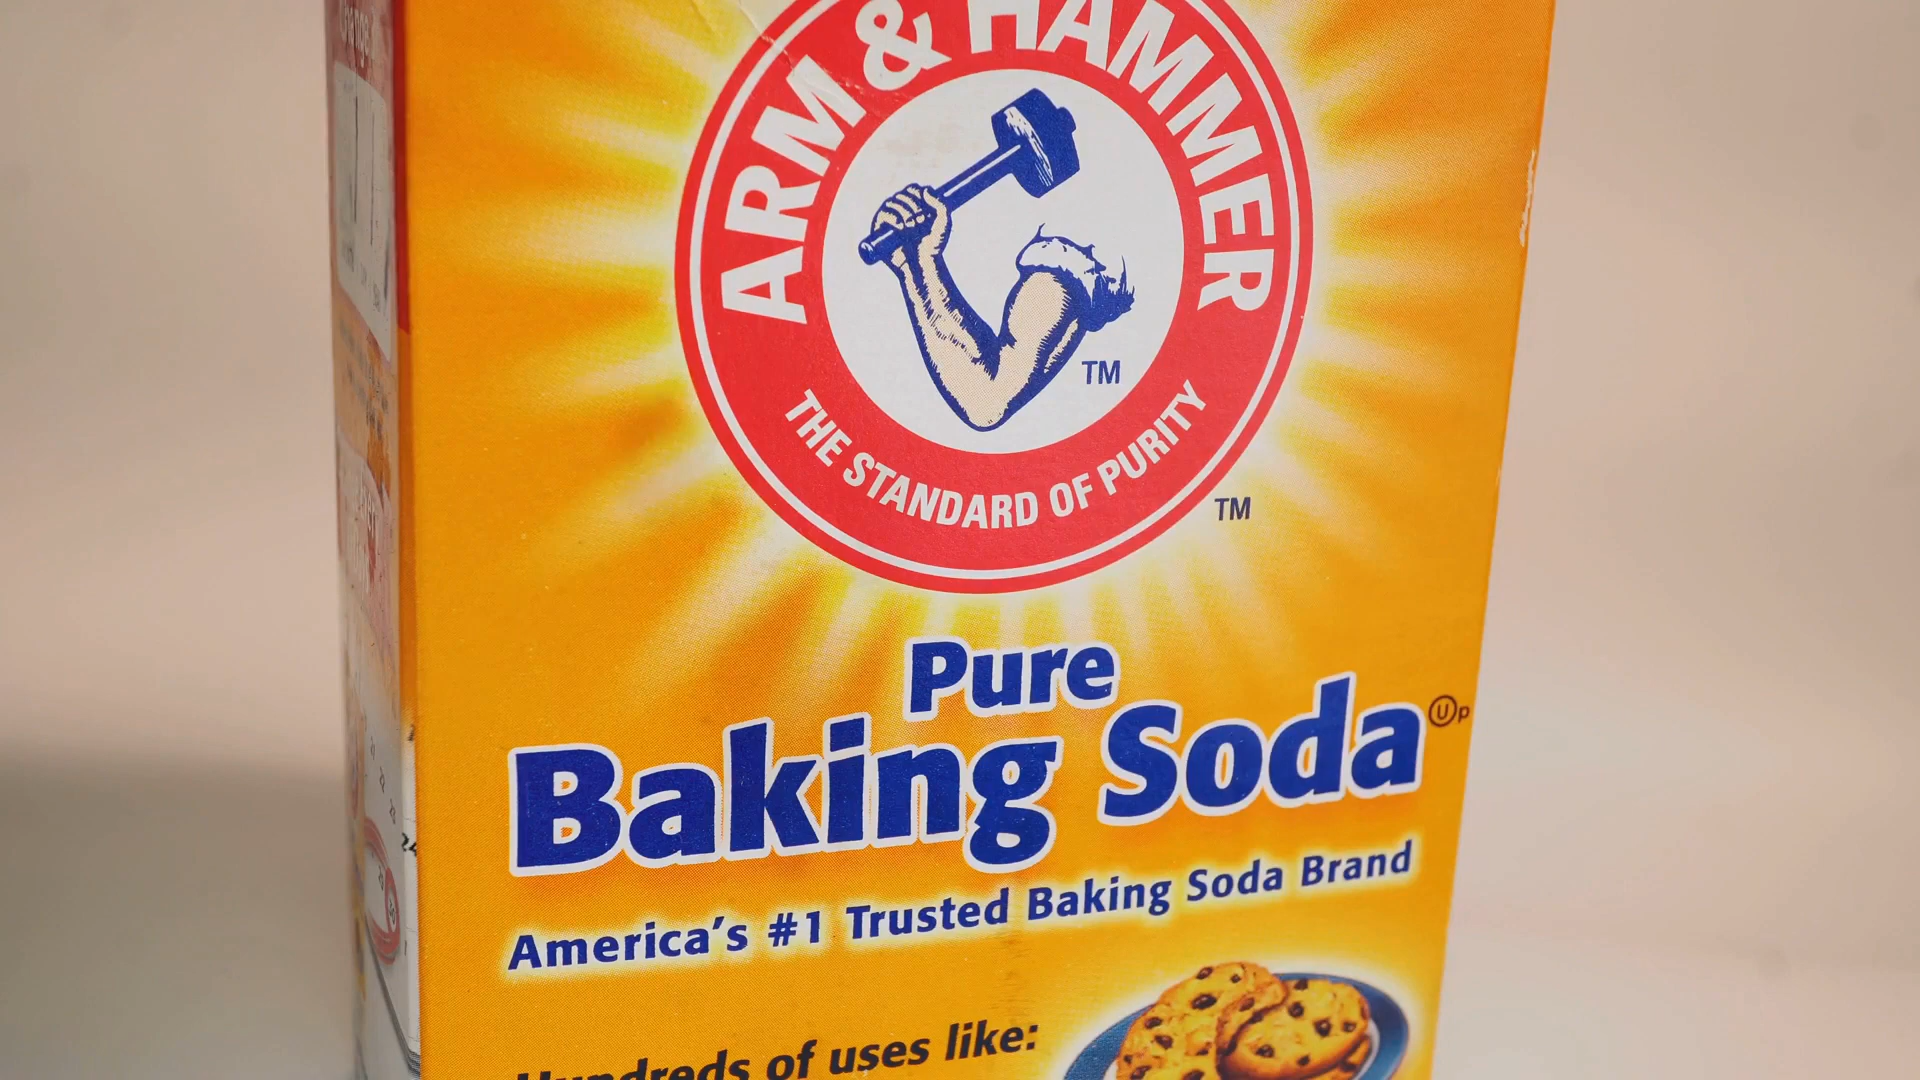 ARM & HAMMER
TM
THE STANDARD OF PURITY
TM
Pure
Baking Soda Ⓤp
America's #1 Trusted Baking Soda Brand
Hundreds of uses like: